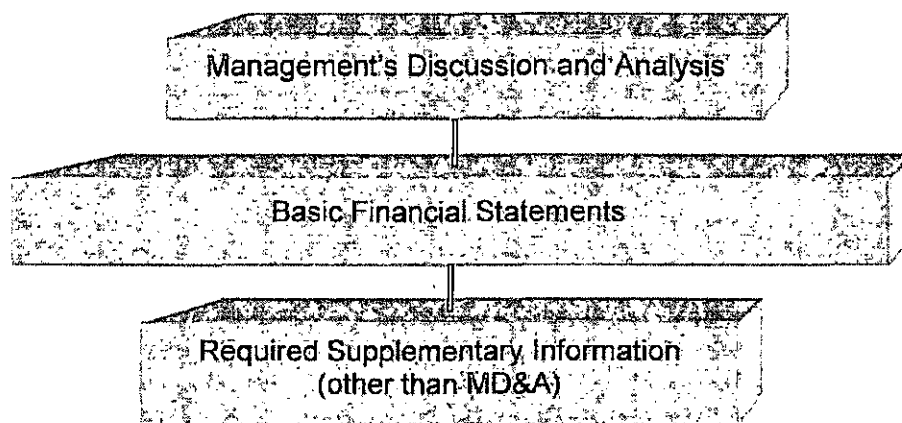 Management's Discussion and Analysis
Basic Financial Statements
Required Supplementary Information
(other than MD&A)